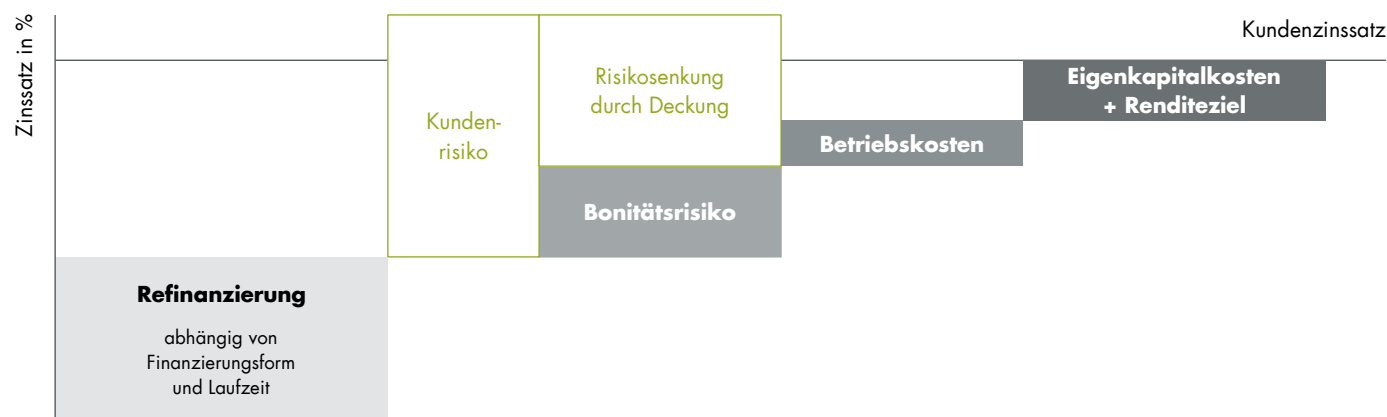 Zinssatz in %
Kundenzinssatz
Eigenkapitalkosten
+ Renditeziel
Risikosenkung
durch Deckung
Kunden-
risiko
Betriebskosten
Bonitätsrisiko
Refinanzierung
abhängig von
Finanzierungsform
und Laufzeit